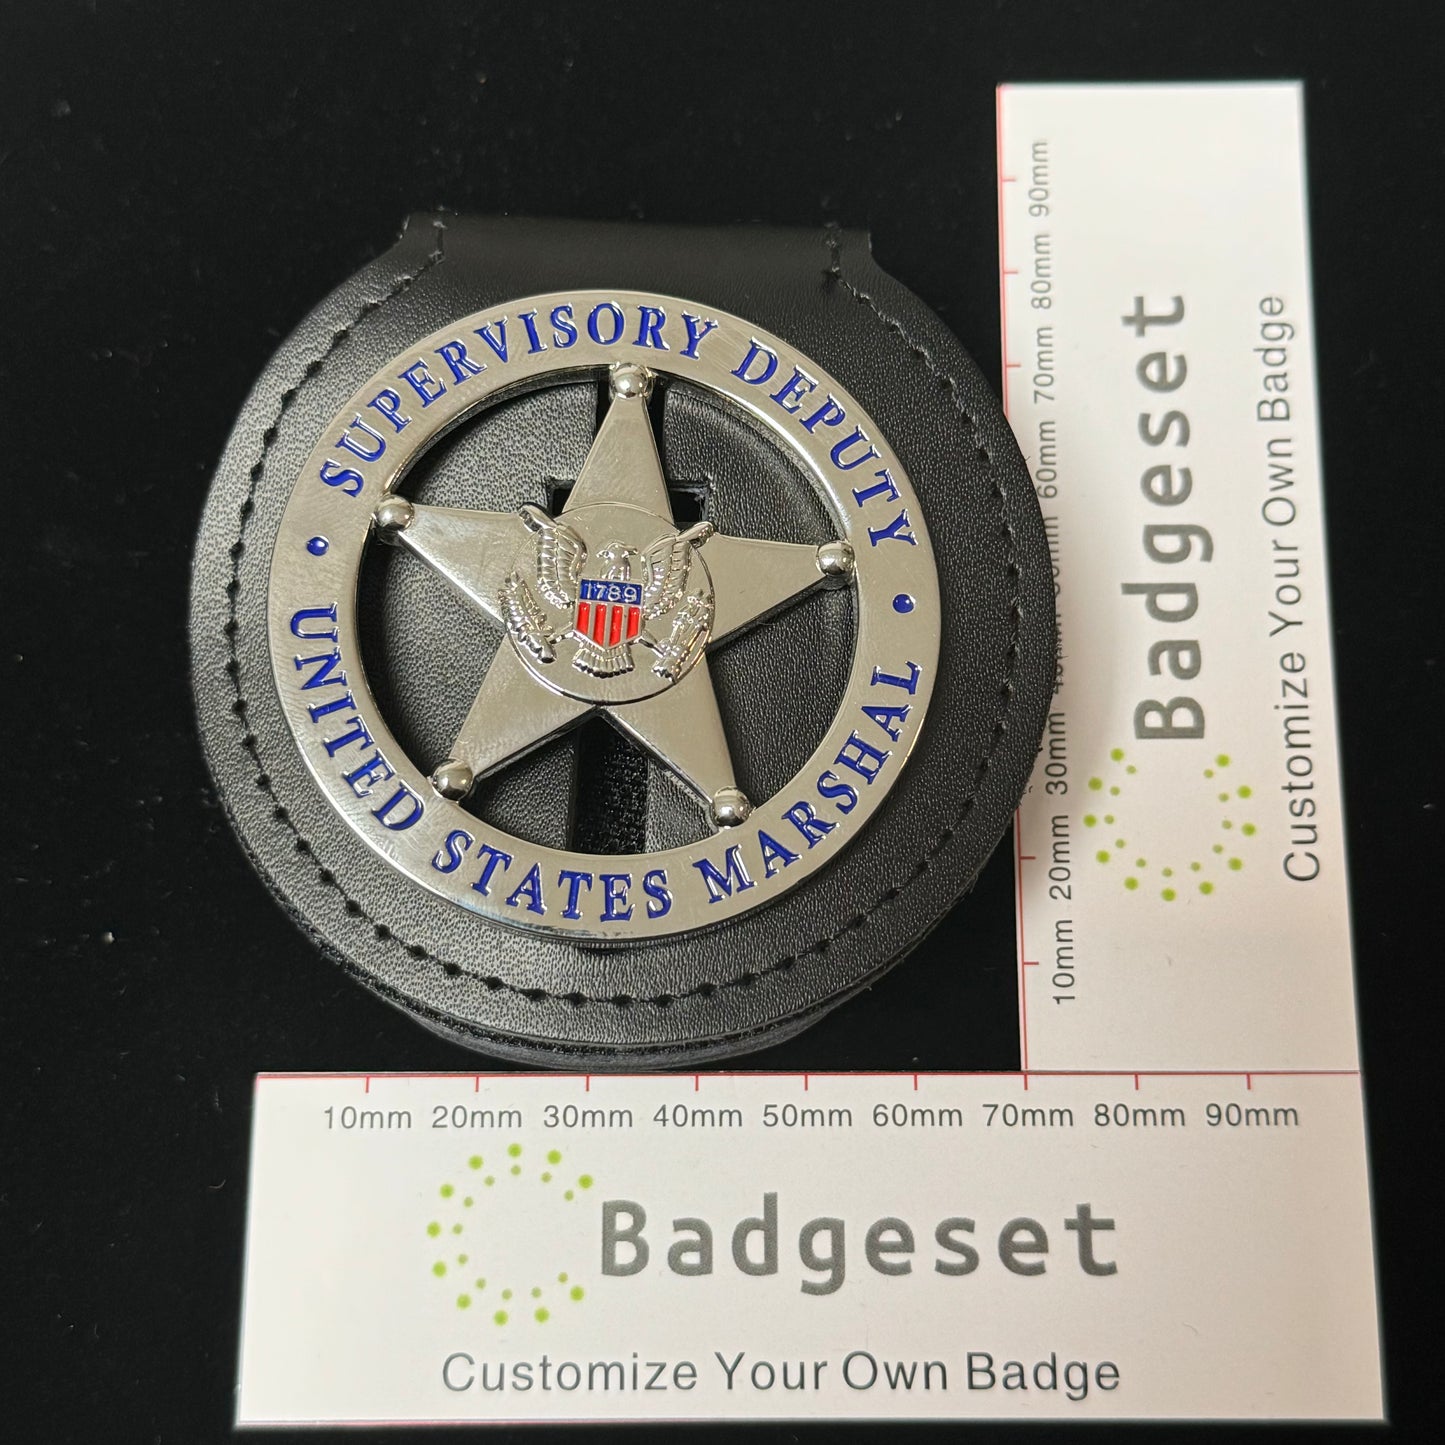 SUPERVISORY DEPUTY
• UNITED STATES MARSHAL •
1789
10mm 20mm 30mm 60mm 70mm 80mm 90mm
Badgeset
Customize Your Own Badge
10mm 20mm 30mm 40mm 50mm 60mm 70mm 80mm 90mm
Badgeset
Customize Your Own Badge